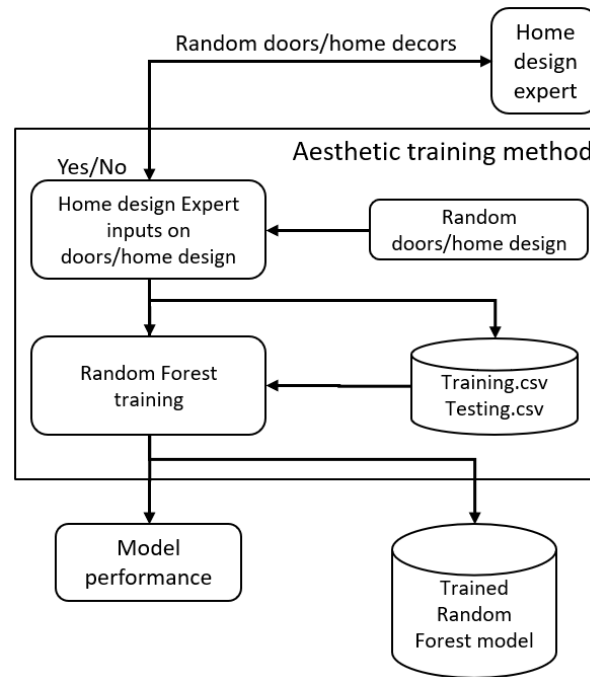 Random doors/home decors
Home
design
expert
Aesthetic training method
Yes/No
Home design Expert
inputs on
doors/home design
Random
doors/home design
Random Forest
training
Training.csv
Testing.csv
Model
performance
Trained
Random
Forest model